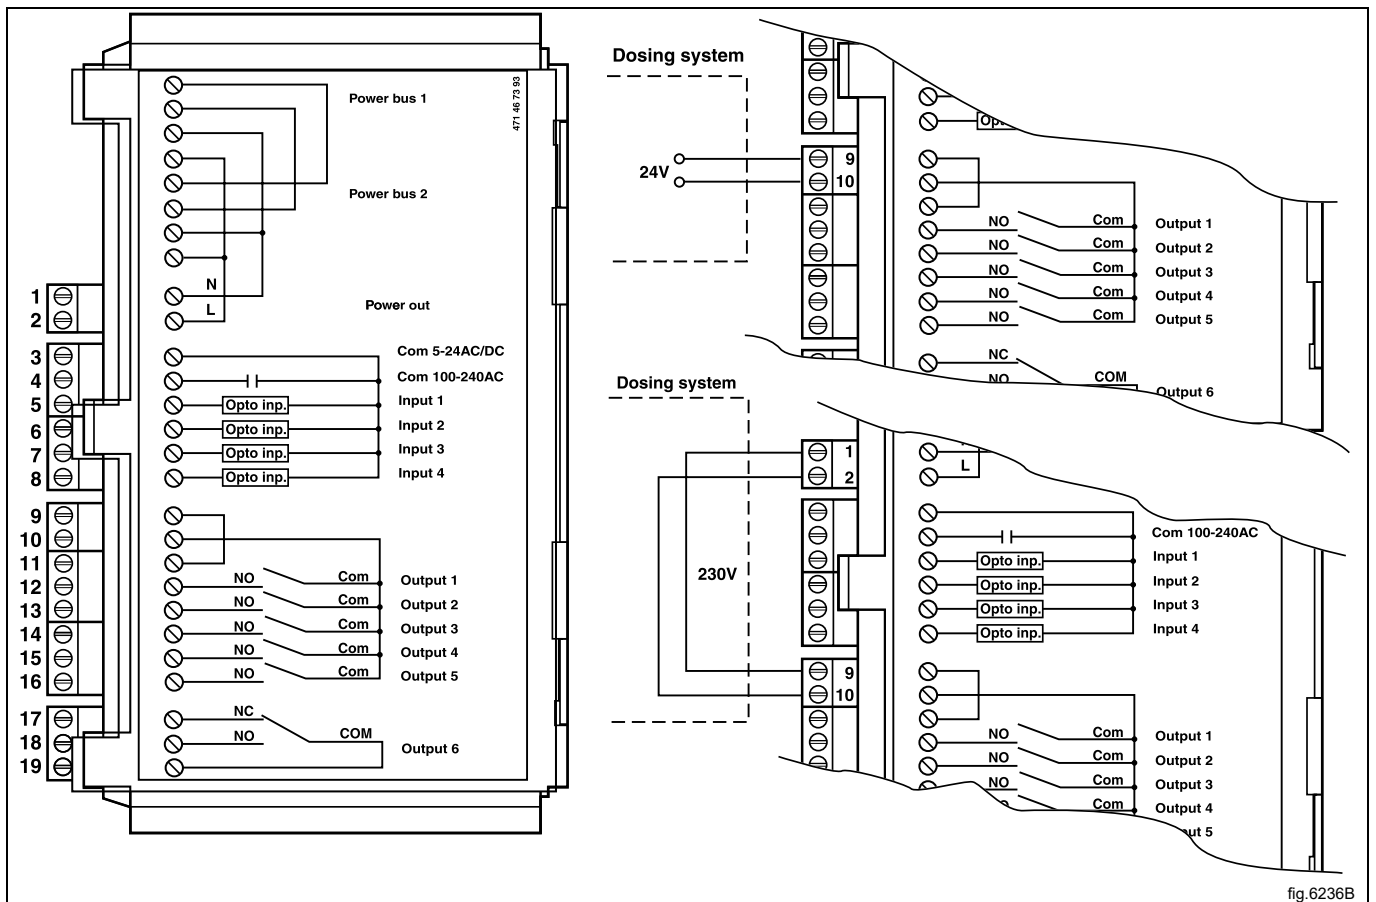 471 46 73 93
Power bus 1
Power bus 2
N
L
Power out
1
2
3
4
5
6
7
8
9
10
11
12
13
14
15
16
17
18
19
Com 5-24AC/DC
Com 100-240AC
Opto inp. Input 1
Opto inp. Input 2
Opto inp. Input 3
Opto inp. Input 4
NO Com Output 1
NO Com Output 2
NO Com Output 3
NO Com Output 4
NO Com Output 5
NC
NO COM Output 6
Dosing system
24V
9
10
NO Com Output 1
NO Com Output 2
NO Com Output 3
NO Com Output 4
NO Com Output 5
NC
NO COM
Output 6
Dosing system
230V
1
2
L
Com 100-240AC
Opto inp. Input 1
Opto inp. Input 2
Opto inp. Input 3
Opto inp. Input 4
9
10
NO Com Output 1
NO Com Output 2
NO Com Output 3
Com Output 4
fig.6236B